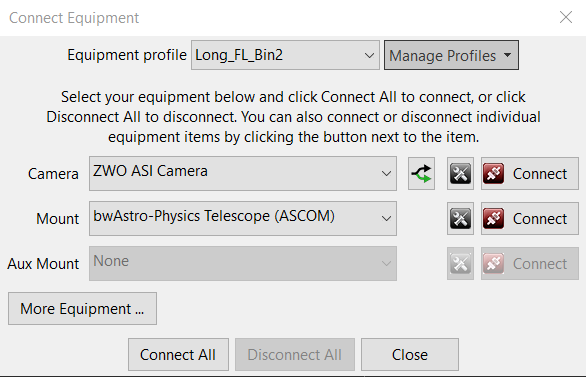 Connect Equipment
Equipment profile Long_FL_Bin2 Manage Profiles
Select your equipment below and click Connect All to connect, or click
Disconnect All to disconnect. You can also connect or disconnect individual
equipment items by clicking the button next to the item.
Camera ZWO ASI Camera Connect
Mount bwAstro-Physics Telescope (ASCOM) Connect
Aux Mount None Connect
More Equipment ...
Connect All Disconnect All Close